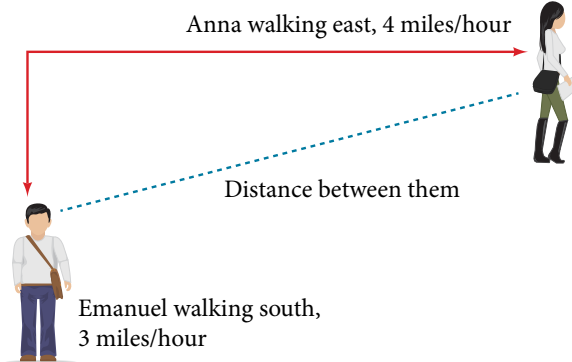 Anna walking east, 4 miles/hour
Distance between them
Emanuel walking south,
3 miles/hour